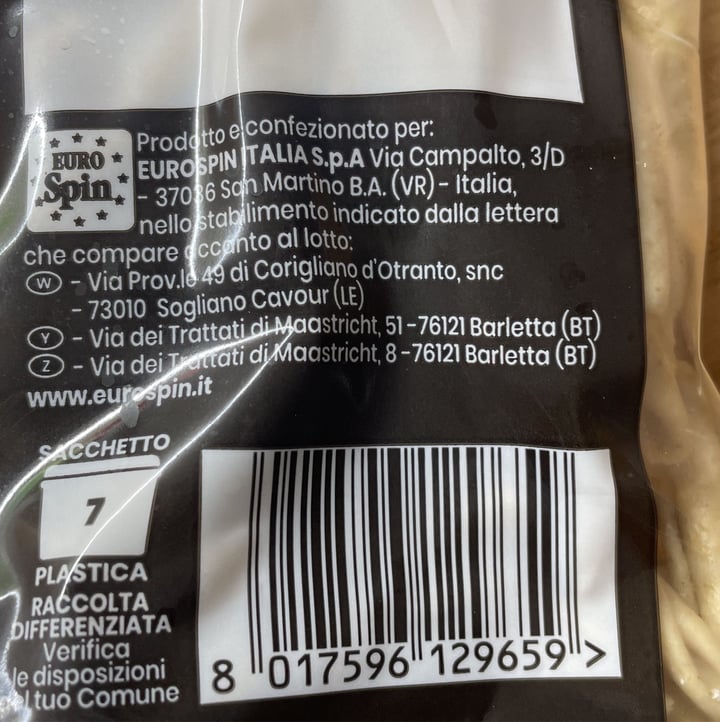 EURO
Spin
Prodotto e confezionato per:
EUROSPIN ITALIA S.p.A Via Campalto, 3/D
- 37036 San Martino B.A. (VR) - Italia,
nello stabilimento indicato dalla lettera
che compare accanto al lotto:
W - Via Prov.le 49 di Corigliano d'Otranto, snc
- 73010 Sogliano Cavour (LE)
Y - Via dei Trattati di Maastricht, 51 - 76121 Barletta (BT)
Z - Via dei Trattati di Maastricht, 8 - 76121 Barletta (BT)
www.eurospin.it
SACCHETTO
7
PLASTICA
RACCOLTA
DIFFERENZIATA
Verifica
le disposizioni
del tuo Comune
8 017596 129659 >